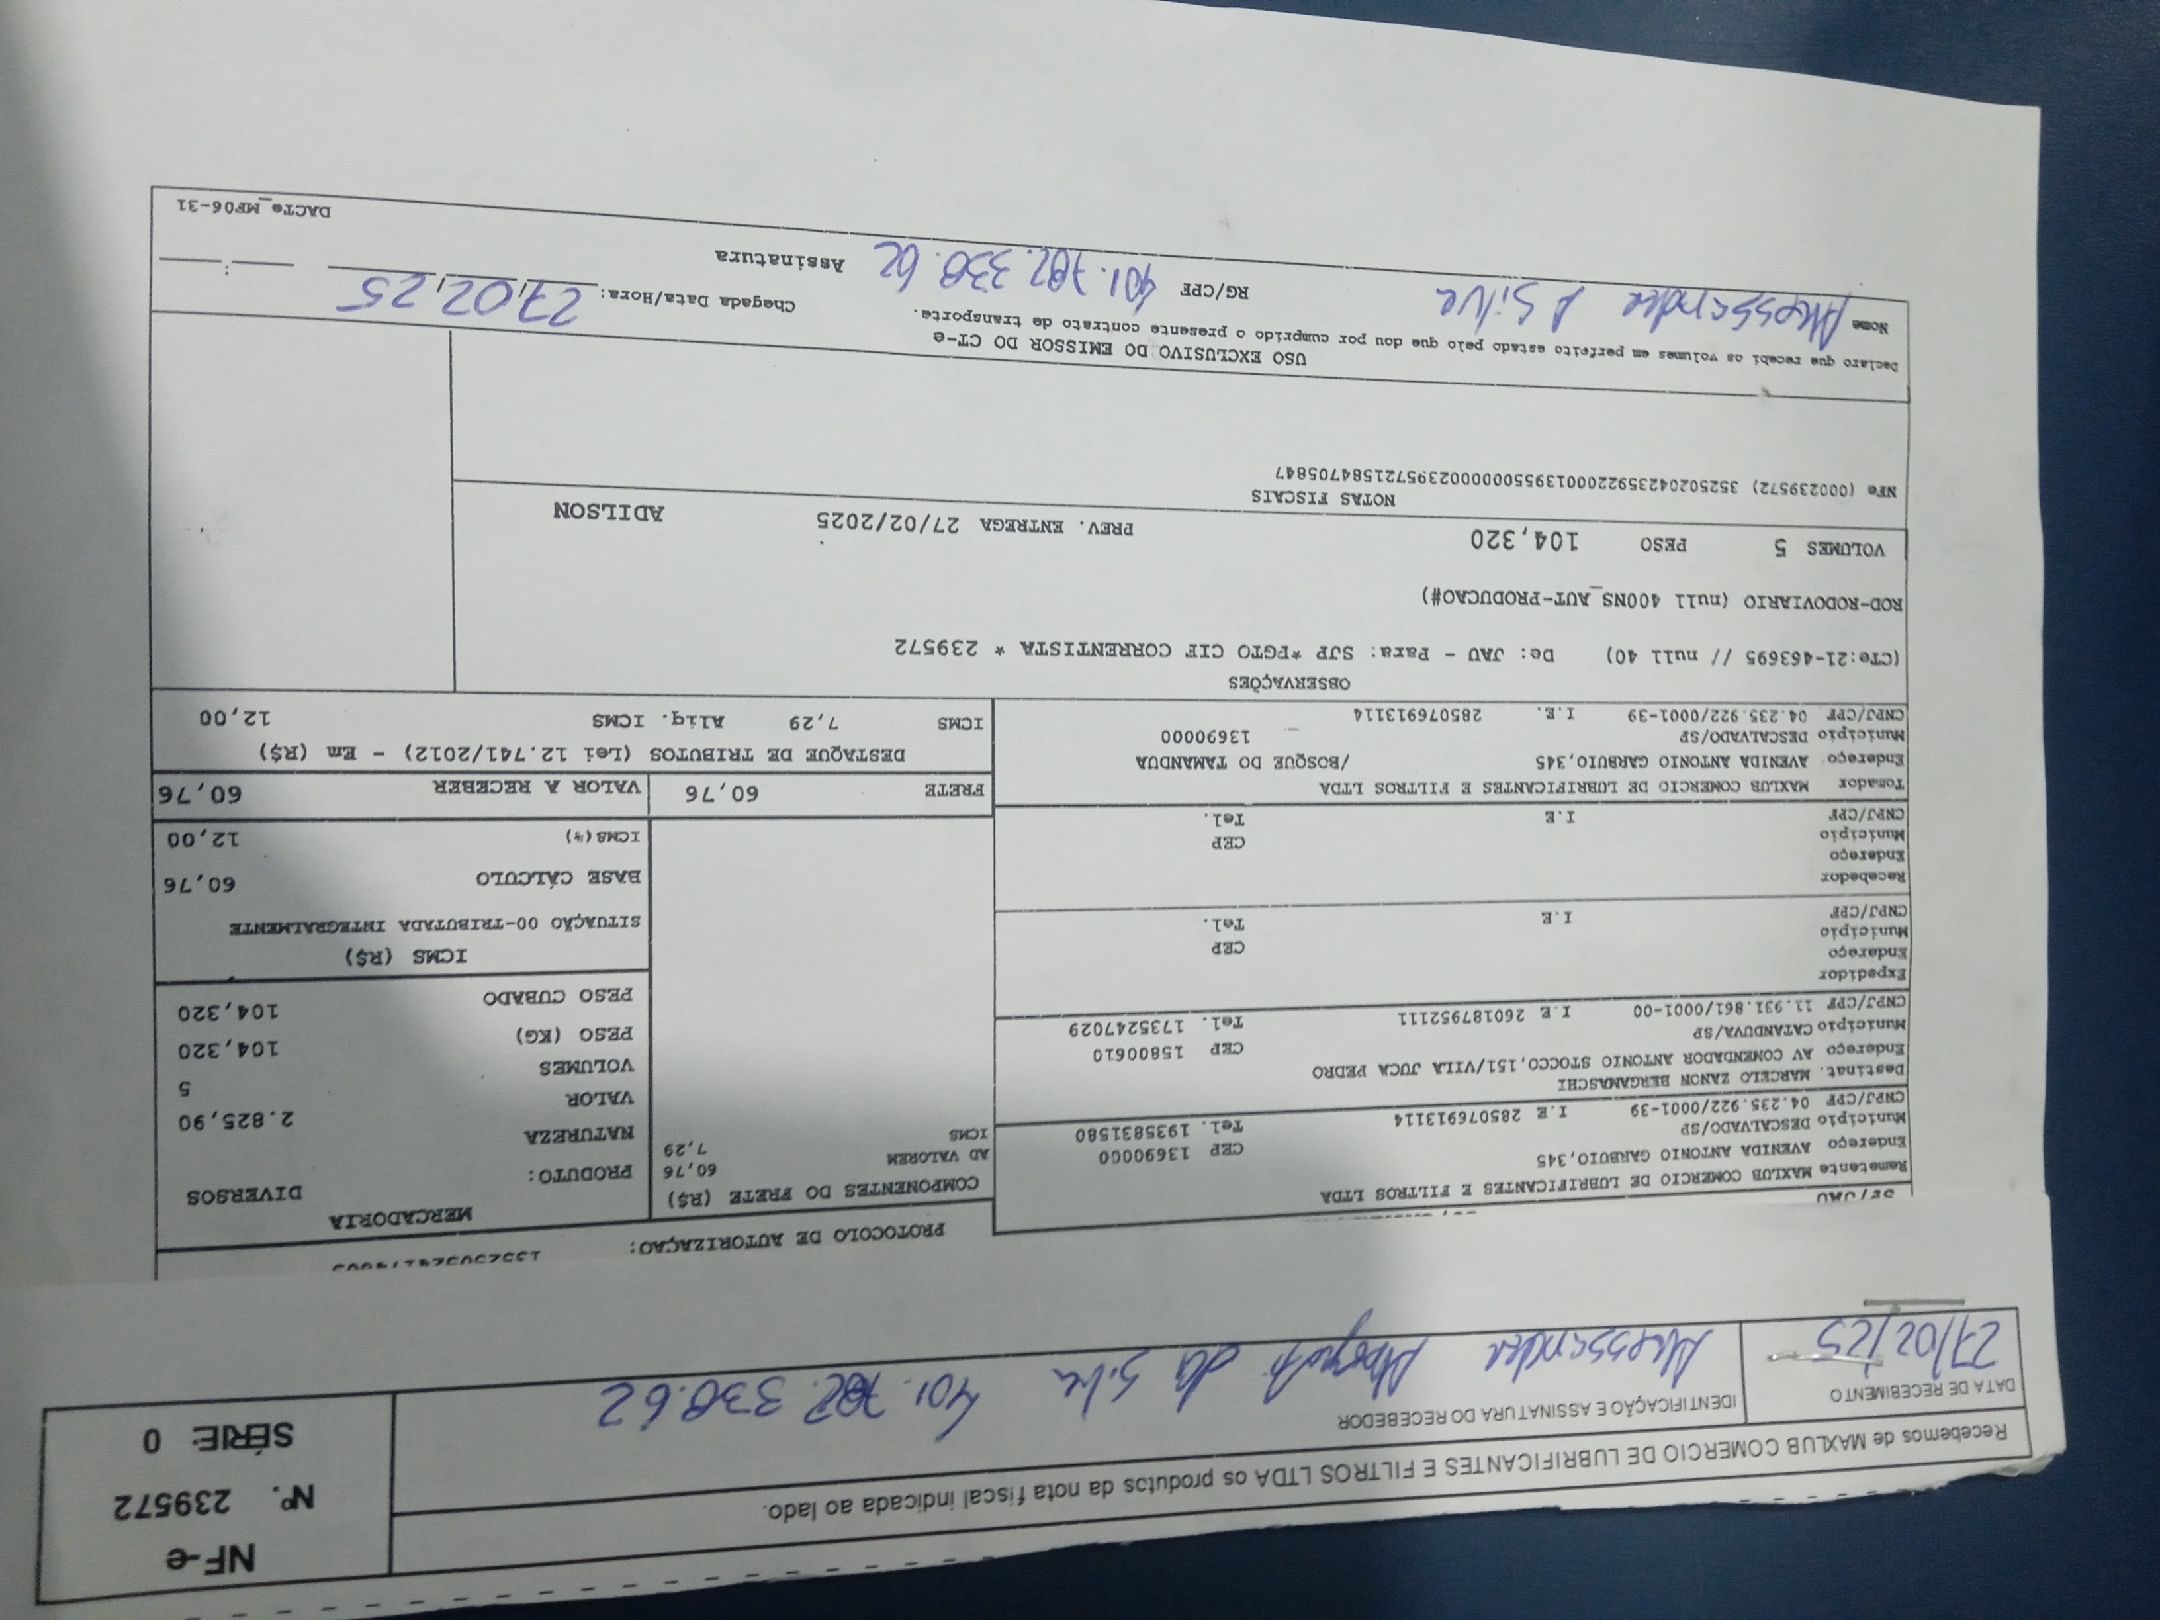 Recebemos de MAXLUB COMERCIO DE LUBRIFICANTES E FILTROS LTDA os produtos da nota fiscal indicada ao lado.
NF-e
Nº. 239572
SÉRIE: 0
DATA DE RECEBIMENTO
27/02/25
IDENTIFICAÇÃO E ASSINATURA DO RECEBEDOR
Alessandra da Silva 401.782.338.62
PROTOCOLO DE AUTORIZAÇAO:
SP/JAU
Remetente MAXLUB COMERCIO DE LUBRIFICANTES E FILTROS LTDA
Endereço AVENIDA ANTONIO GARBUIO,345 CEP 13690000
Município DESCALVADO/SP Tel. 1935831580
CNPJ/CPF 04.235.922/0001-39 I.E 285076913114
Destinat. MARCELO ZANON BERGAMASCHI
Endereço AV COMENDADOR ANTONIO STOCCO,151/VILA JUCA PEDRO
Município CATANDUVA/SP CEP 15800610
CNPJ/CPF 11.931.861/0001-00 I.E 260187952111 Tel. 1735247029
Expedidor
Endereço CEP
Município Tel.
CNPJ/CPF I.E
Recebedor
Endereço
Município CEP
CNPJ/CPF I.E Tel.
Tomador MAXLUB COMERCIO DE LUBRIFICANTES E FILTROS LTDA
Endereço AVENIDA ANTONIO GARBUIO,345 /BOSQUE DO TAMANDUA
Município DESCALVADO/SP 13690000
CNPJ/CPF 04.235.922/0001-39 I.E. 285076913114
COMPONENTES DO FRETE (R$)
AD VALOREM 60,76
ICMS 7,29
MERCADORIA
PRODUTO: DIVERSOS
NATUREZA
VALOR 2.825,90
VOLUMES 5
PESO (KG) 104,320
PESO CUBADO 104,320
ICMS (R$)
SITUAÇÃO 00-TRIBUTADA INTEGRALMENTE
BASE CÁLCULO 60,76
ICMS(%) 12,00
FRETE 60,76 VALOR A RECEBER 60,76
DESTAQUE DE TRIBUTOS (Lei 12.741/2012) - Em (R$)
ICMS 7,29 Aliq. ICMS 12,00
OBSERVAÇÕES
(CTe:21-463695 // null 40) De: JAU - Para: SJP *PGTO CIF CORRENTISTA * 239572
ROD-RODOVIARIO (null 400NS_AUT-PRODUCAO#)
VOLUMES 5 PESO 104,320 PREV. ENTREGA 27/02/2025 ADILSON
NOTAS FISCAIS
NFe (000239572) 35250204235922000139550000002395721584705847
USO EXCLUSIVO DO EMISSOR DO CT-e
Declaro que recebi os volumes em perfeito estado pelo que dou por cumprido o presente contrato de transporte.
Nome Alessandra A Silva RG/CPF 401.782.338.62 Assinatura
Chegada Data/Hora: 27,02,25 :
DACTe_MF06-31